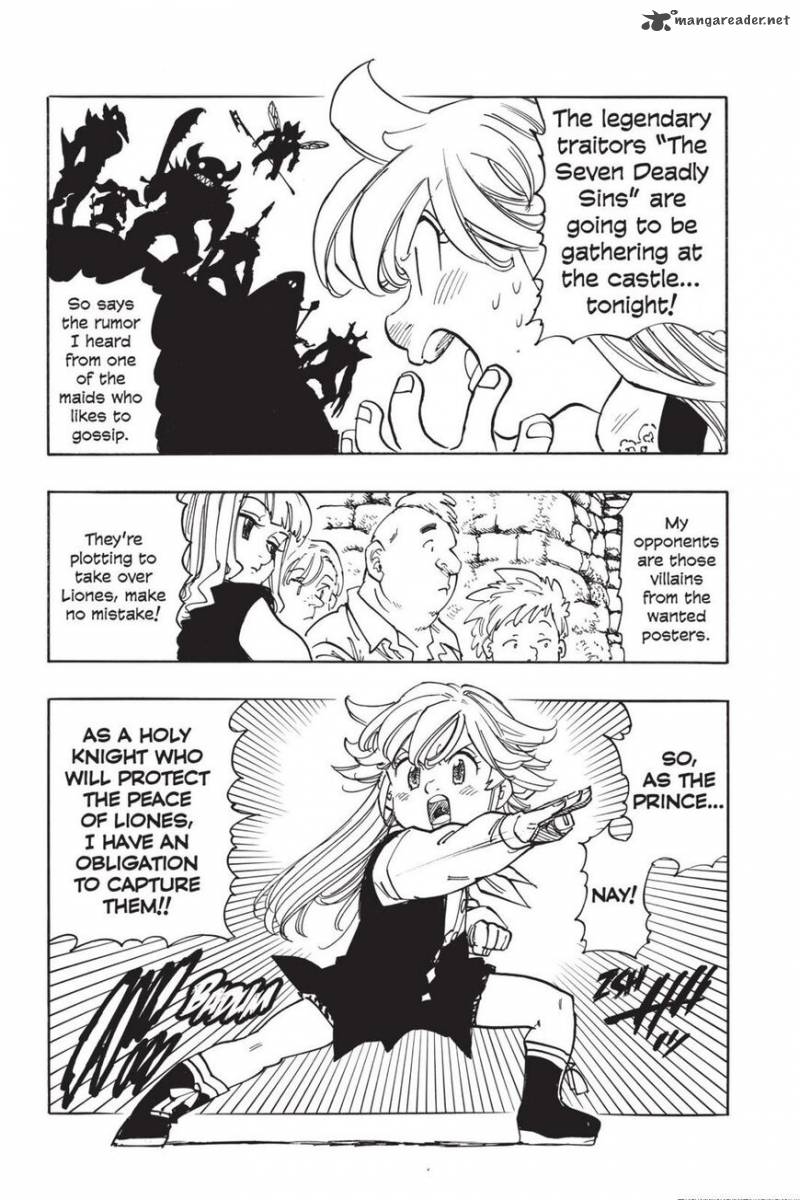 mangareader.net
The legendary
traitors "The
Seven Deadly
Sins" are
going to be
gathering at
the castle...
tonight!
So says
the rumor
I heard
from one
of the
maids who
likes to
gossip.
My
opponents
are those
villains
from the
wanted
posters.
They're
plotting to
take over
Liones, make
no mistake!
SO,
AS THE
PRINCE...
NAY!
AS A HOLY
KNIGHT WHO
WILL PROTECT
THE PEACE
OF LIONES,
I HAVE AN
OBLIGATION
TO CAPTURE
THEM!!
ZSH
BADUM